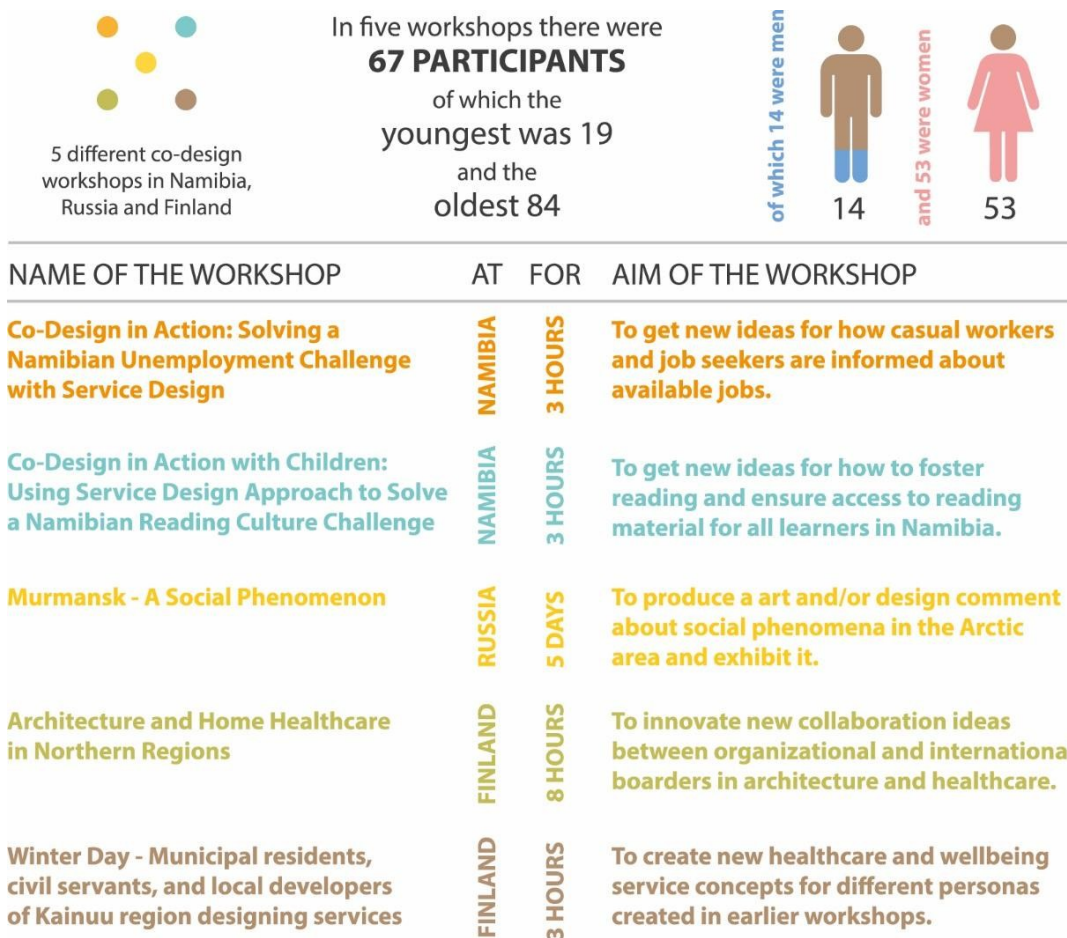 5 different co-design
workshops in Namibia,
Russia and Finland
In five workshops there were
67 PARTICIPANTS
of which the
youngest was 19
and the
oldest 84
of which 14 were men
14
and 53 were women
53
NAME OF THE WORKSHOP AT FOR AIM OF THE WORKSHOP
Co-Design in Action: Solving a
Namibian Unemployment Challenge
with Service Design
NAMIBIA
3 HOURS
To get new ideas for how casual workers
and job seekers are informed about
available jobs.
Co-Design in Action with Children:
Using Service Design Approach to Solve
a Namibian Reading Culture Challenge
NAMIBIA
3 HOURS
To get new ideas for how to foster
reading and ensure access to reading
material for all learners in Namibia.
Murmansk - A Social Phenomenon
RUSSIA
5 DAYS
To produce a art and/or design comment
about social phenomena in the Arctic
area and exhibit it.
Architecture and Home Healthcare
in Northern Regions
FINLAND
8 HOURS
To innovate new collaboration ideas
between organizational and internationa
boarders in architecture and healthcare.
Winter Day - Municipal residents,
civil servants, and local developers
of Kainuu region designing services
FINLAND
3 HOURS
To create new healthcare and wellbeing
service concepts for different personas
created in earlier workshops.